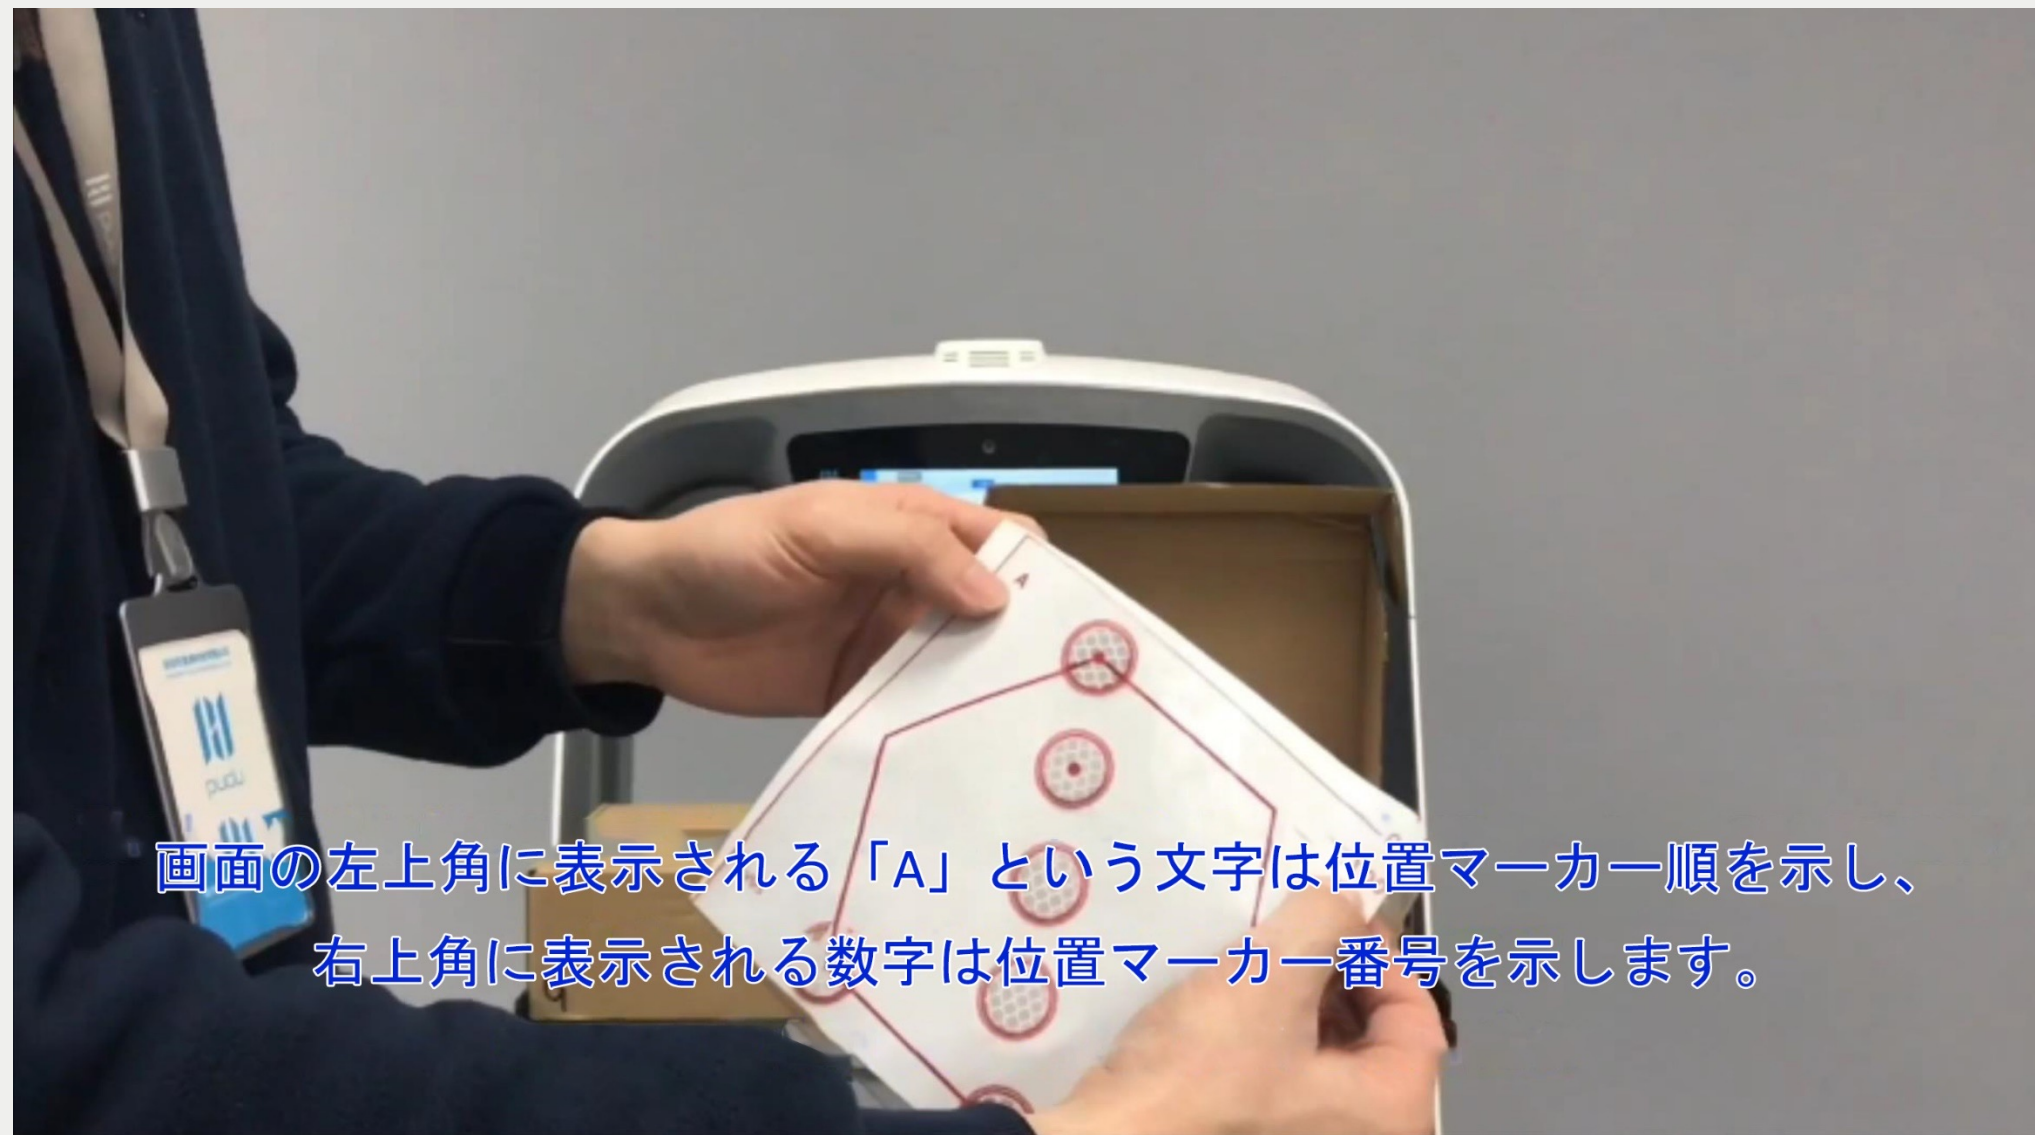 A
pudu
画面の左上角に表示される「A」という文字は位置マーカー順を示し、
右上角に表示される数字は位置マーカー番号を示します。